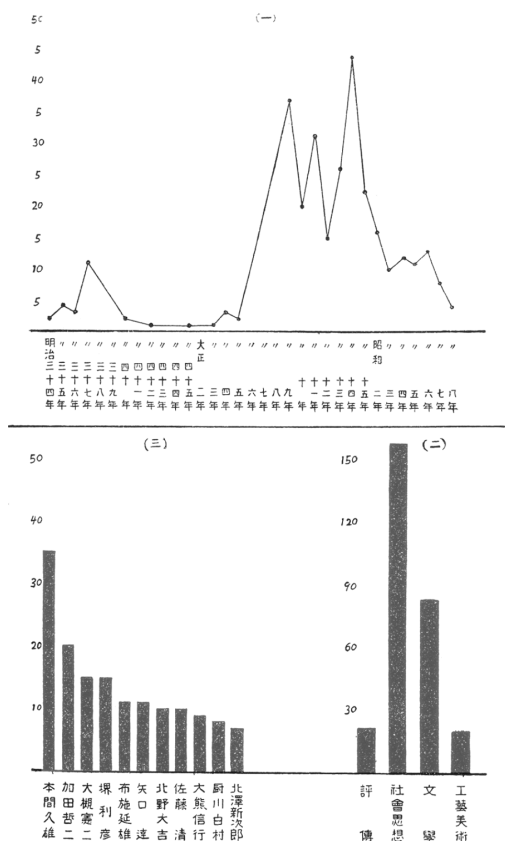 (一)
50
5
40
5
30
5
20
5
10
5
明治三十四年
〃三十五年
〃三十六年
〃三十七年
〃三十八年
〃三十九年
〃四十年
〃四十一年
〃四十二年
〃四十三年
〃四十四年
〃四十五年
大正二年
〃三年
〃四年
〃五年
〃六年
〃七年
〃八年
〃九年
〃十年
〃十一年
〃十二年
〃十三年
〃十四年
〃十五年
昭和二年
〃三年
〃四年
〃五年
〃六年
〃七年
〃八年
(三)
50
40
30
20
10
本間久雄
加田哲二
大槻憲二
堺利彦
布施延雄
矢口達
北野大吉
佐藤清
大熊信行
厨川白村
北澤新次郎
(二)
150
120
90
60
30
評傳
社會思想
文學
工藝美術